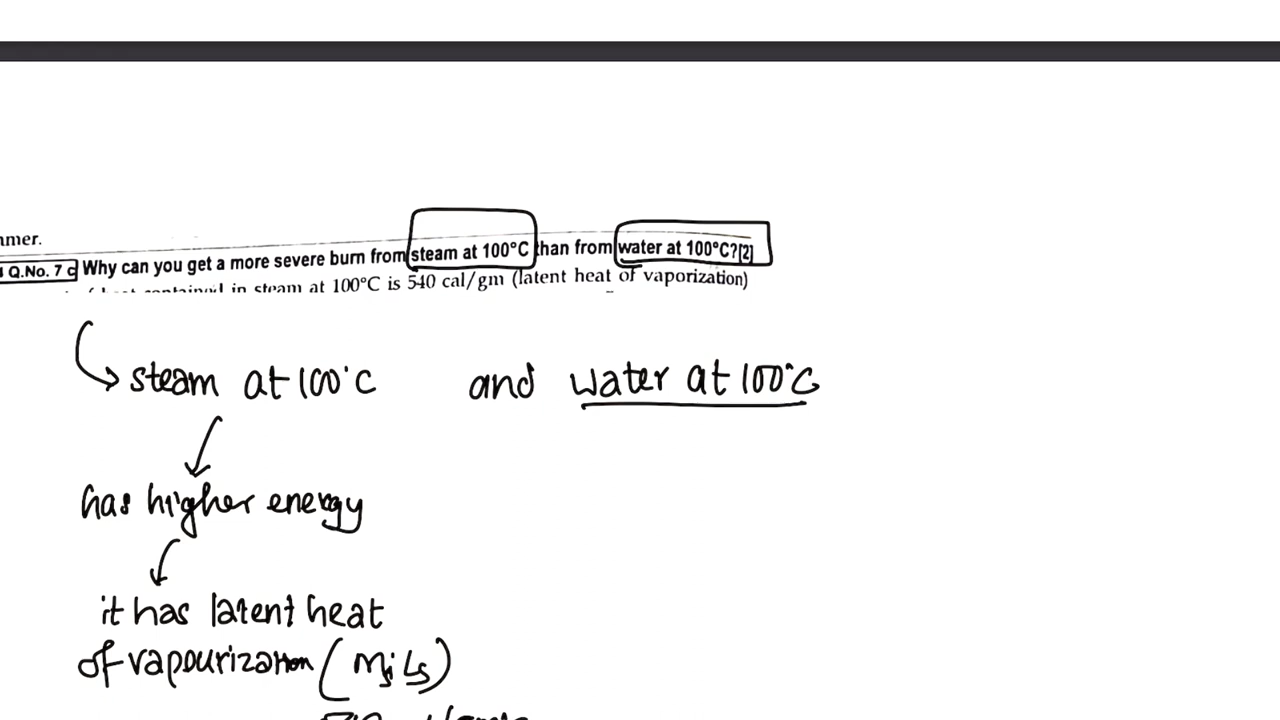 mer.
Q.No. 7 c Why can you get a more severe burn from steam at 100°C than from water at 100°C?[2]
in steam at 100°C is 540 cal/gm (latent heat of vaporization)
steam at 100°C and water at 100°C
has higher energy
it has latent heat
of vapourization (